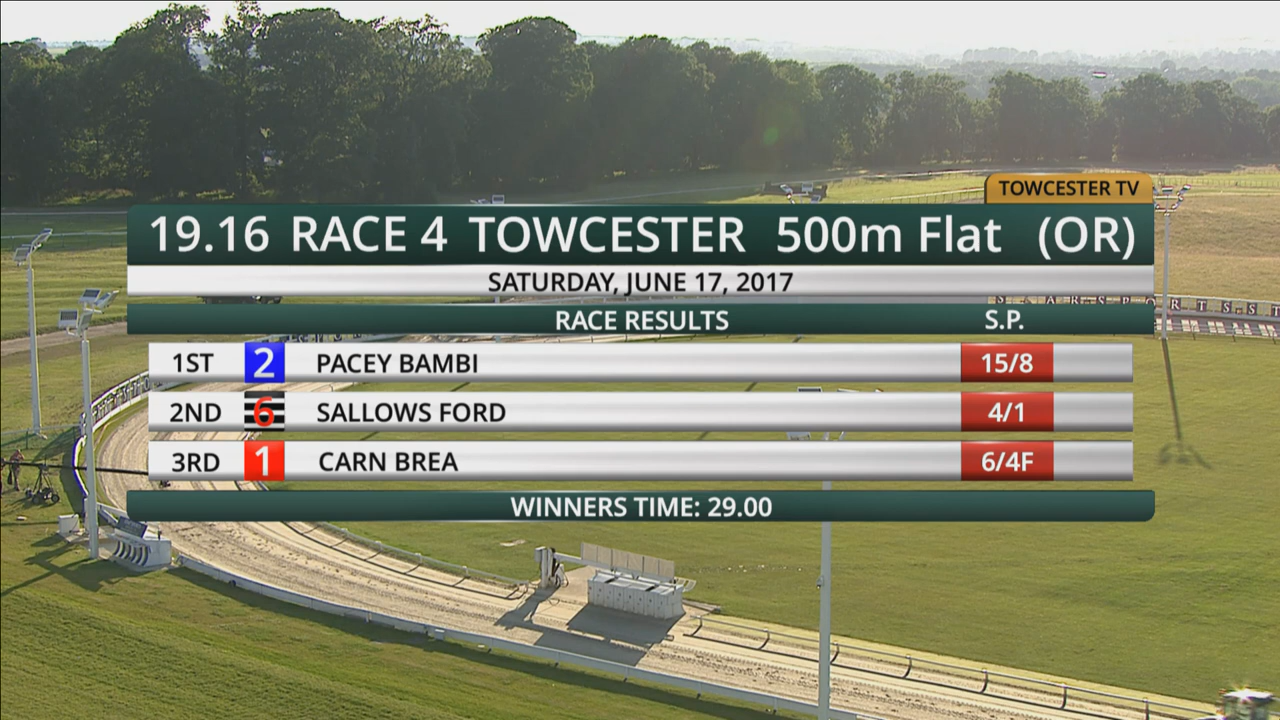 TOWCESTER TV
19.16 RACE 4 TOWCESTER 500m Flat (OR)
SATURDAY, JUNE 17, 2017
RACE RESULTS S.P.
1ST 2 PACEY BAMBI 15/8
2ND 6 SALLOWS FORD 4/1
3RD 1 CARN BREA 6/4F
WINNERS TIME: 29.00